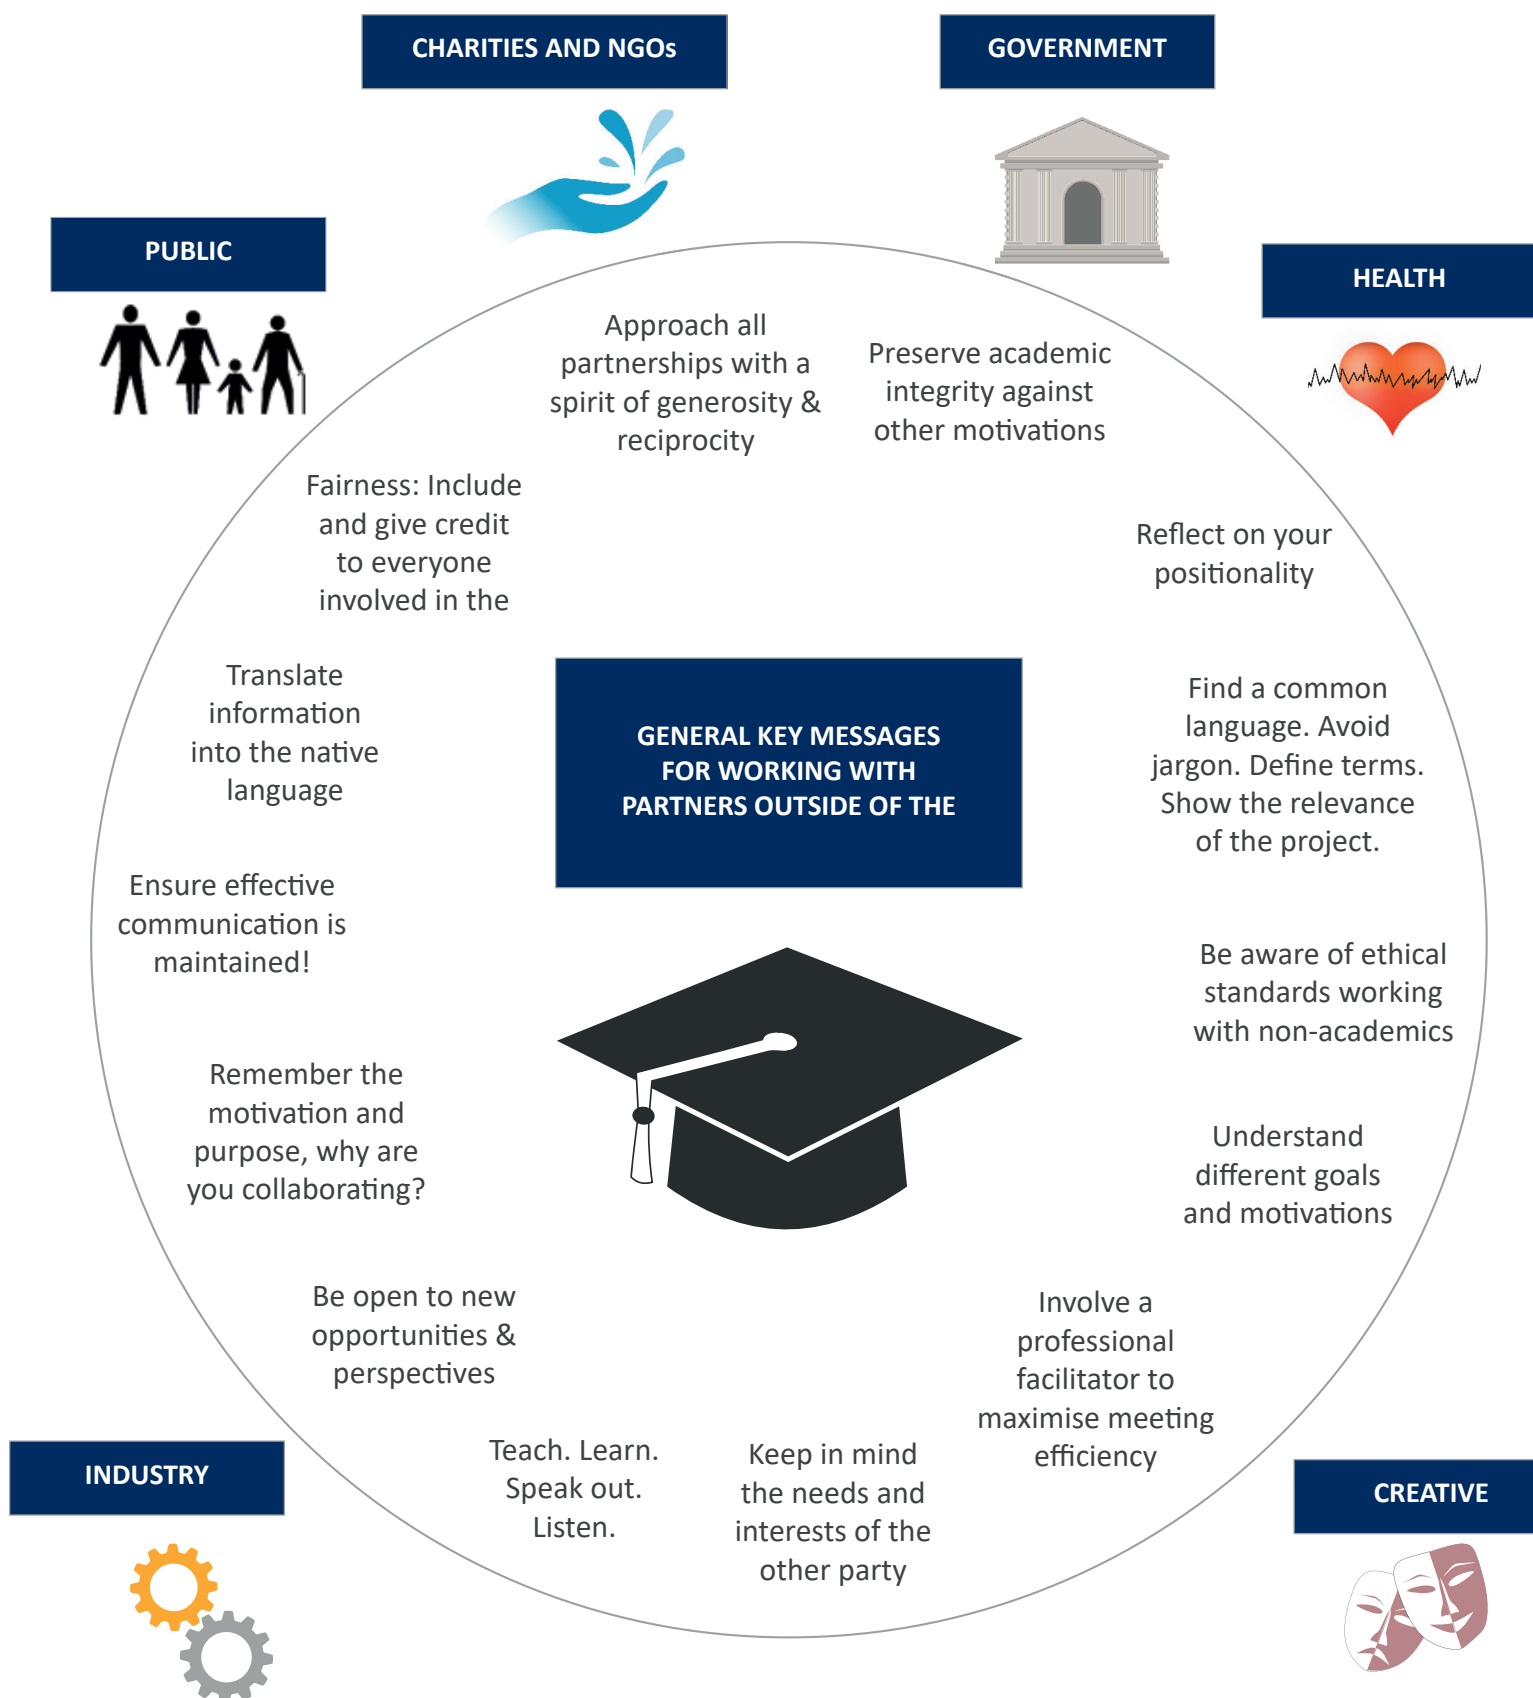 CHARITIES AND NGOs
GOVERNMENT
PUBLIC
HEALTH
Approach all
partnerships with a
spirit of generosity &
reciprocity
Preserve academic
integrity against
other motivations
Fairness: Include
and give credit
to everyone
involved in the
Reflect on your
positionality
Translate
information
into the native
language
GENERAL KEY MESSAGES
FOR WORKING WITH
PARTNERS OUTSIDE OF THE
Find a common
language. Avoid
jargon. Define terms.
Show the relevance
of the project.
Ensure effective
communication is
maintained!
Be aware of ethical
standards working
with non-academics
Remember the
motivation and
purpose, why are
you collaborating?
Understand
different goals
and motivations
Be open to new
opportunities &
perspectives
Involve a
professional
facilitator to
maximise meeting
efficiency
Teach. Learn.
Speak out.
Listen.
Keep in mind
the needs and
interests of the
other party
INDUSTRY
CREATIVE